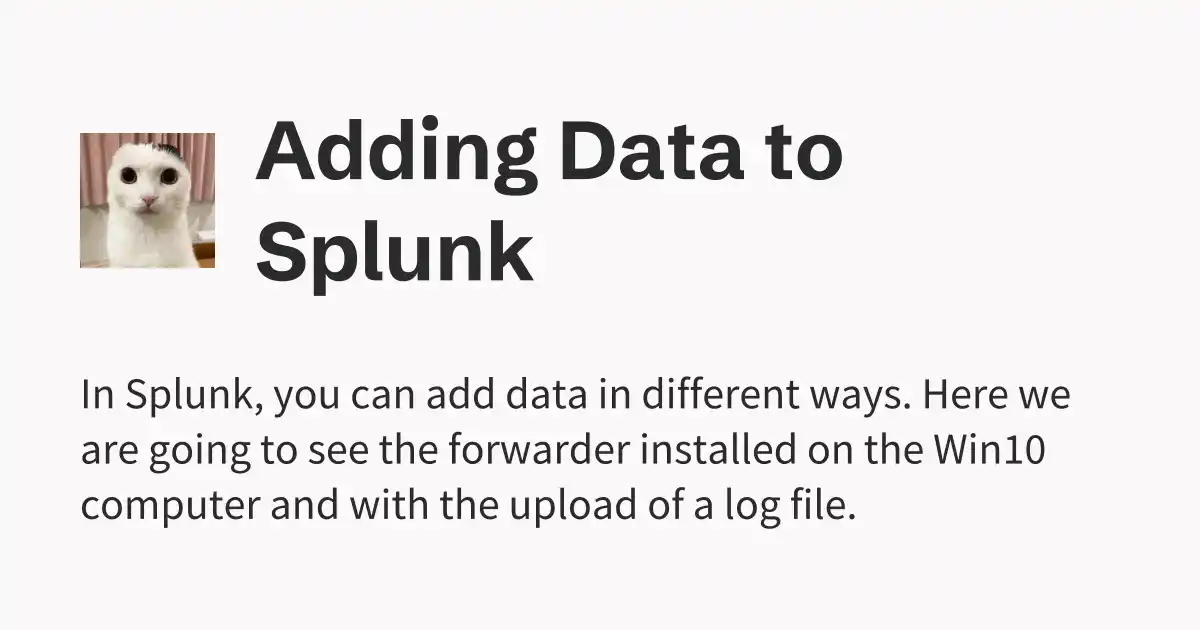 Adding Data to
Splunk
In Splunk, you can add data in different ways. Here we
are going to see the forwarder installed on the Win10
computer and with the upload of a log file.